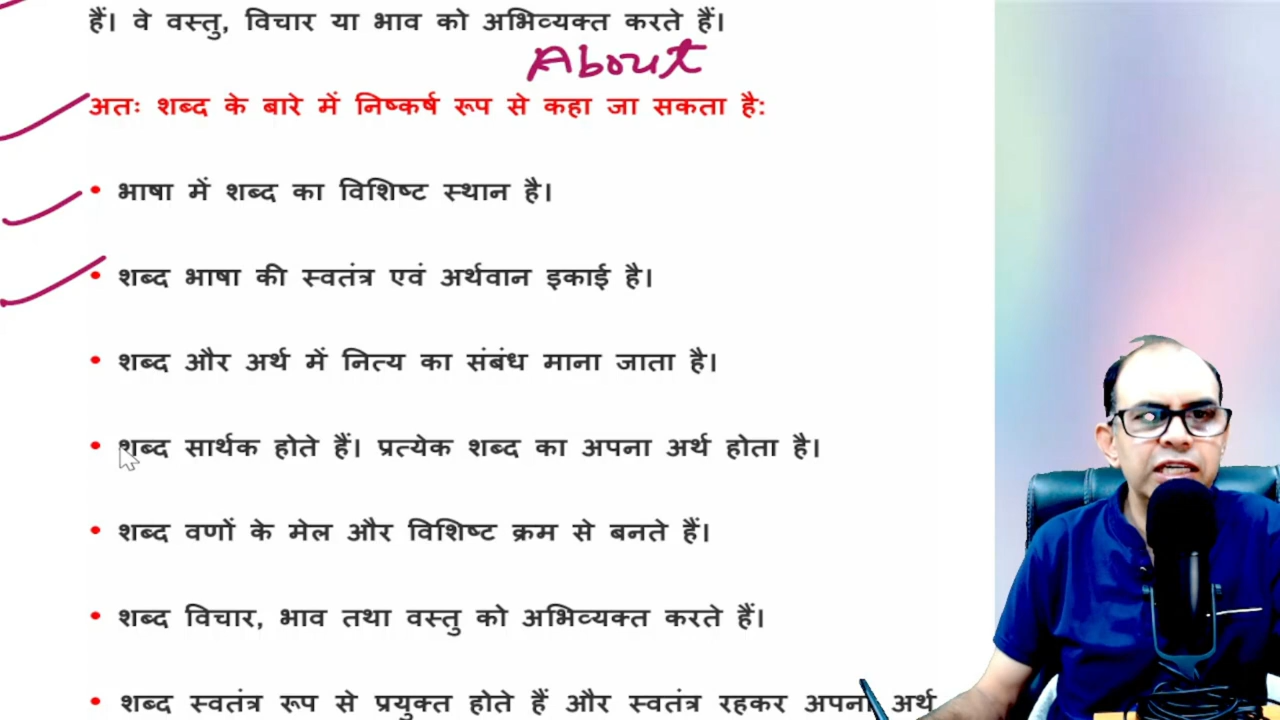 हैं। वे वस्तु, विचार या भाव को अभिव्यक्त करते हैं।
About
अतः शब्द के बारे में निष्कर्ष रूप से कहा जा सकता है:
• भाषा में शब्द का विशिष्ट स्थान है।
• शब्द भाषा की स्वतंत्र एवं अर्थवान इकाई है।
• शब्द और अर्थ में नित्य का संबंध माना जाता है।
• शब्द सार्थक होते हैं। प्रत्येक शब्द का अपना अर्थ होता है।
• शब्द वणों के मेल और विशिष्ट क्रम से बनते हैं।
• शब्द विचार, भाव तथा वस्तु को अभिव्यक्त करते हैं।
• शब्द स्वतंत्र रूप से प्रयुक्त होते हैं और स्वतंत्र रहकर अपना अर्थ